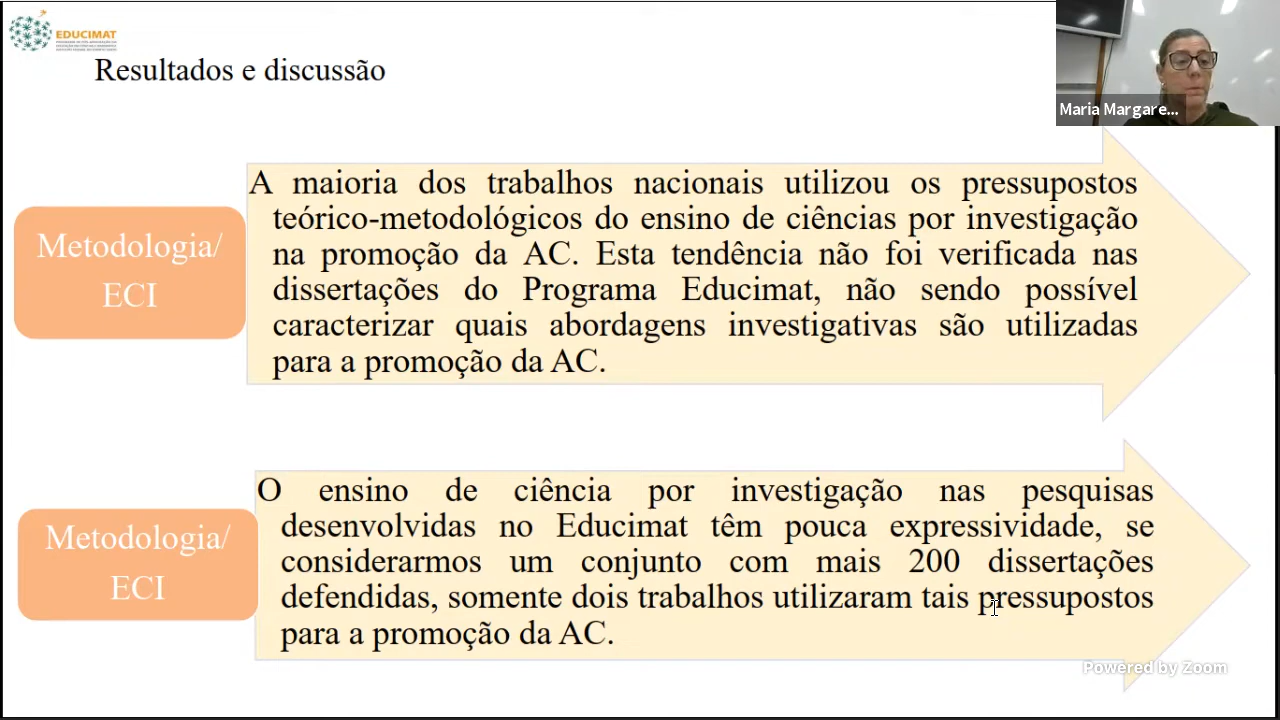 EDUCIMAT
Resultados e discussão
Maria Margare...
Metodologia/
ECI
A maioria dos trabalhos nacionais utilizou os pressupostos
teórico-metodológicos do ensino de ciências por investigação
na promoção da AC. Esta tendência não foi verificada nas
dissertações do Programa Educimat, não sendo possível
caracterizar quais abordagens investigativas são utilizadas
para a promoção da AC.
Metodologia/
ECI
O ensino de ciência por investigação nas pesquisas
desenvolvidas no Educimat têm pouca expressividade, se
considerarmos um conjunto com mais 200 dissertações
defendidas, somente dois trabalhos utilizaram tais pressupostos
para a promoção da AC.
Powered by Zoom